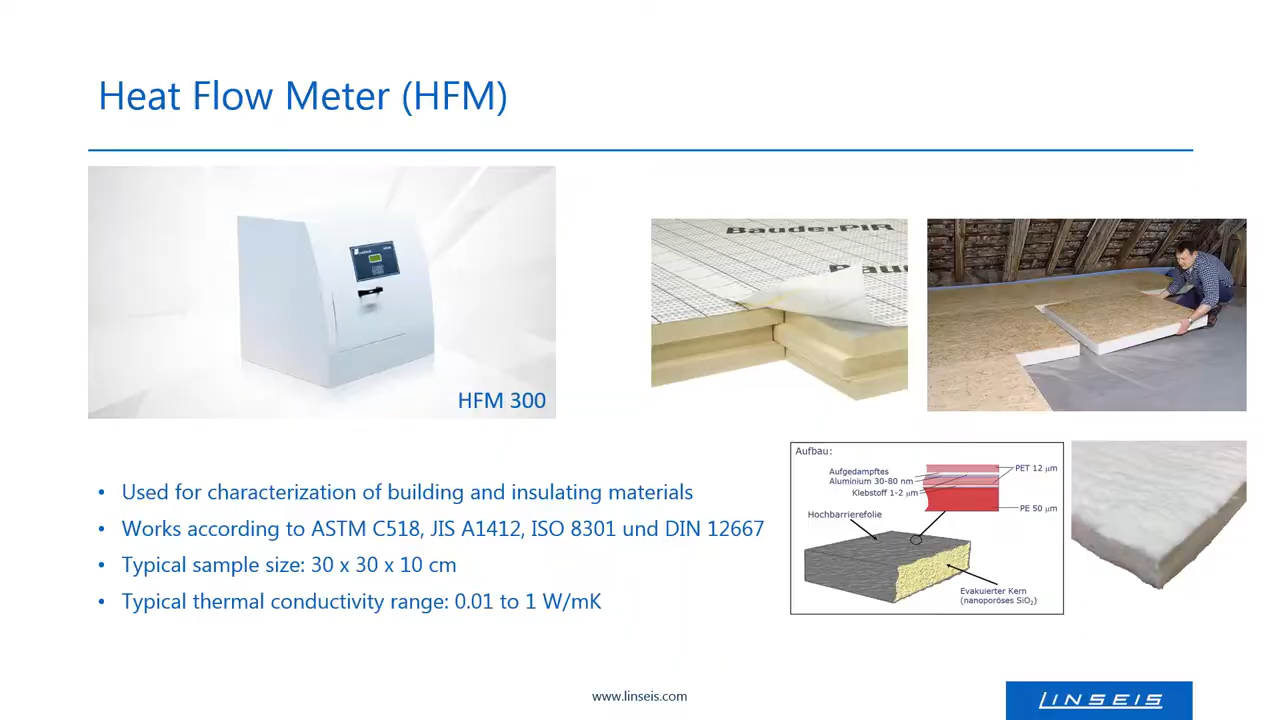 Heat Flow Meter (HFM)
BauderPIR
HFM 300
• Used for characterization of building and insulating materials
• Works according to ASTM C518, JIS A1412, ISO 8301 und DIN 12667
• Typical sample size: 30 x 30 x 10 cm
• Typical thermal conductivity range: 0.01 to 1 W/mK
Aufbau:
Aufgedampftes
Aluminium 30-80 nm
Klebstoff 1-2 µm
PET 12 µm
PE 50 µm
Hochbarrierefolie
Evakuierter Kern
(nanoporöses SiO₂)
www.linseis.com
LINSEIS